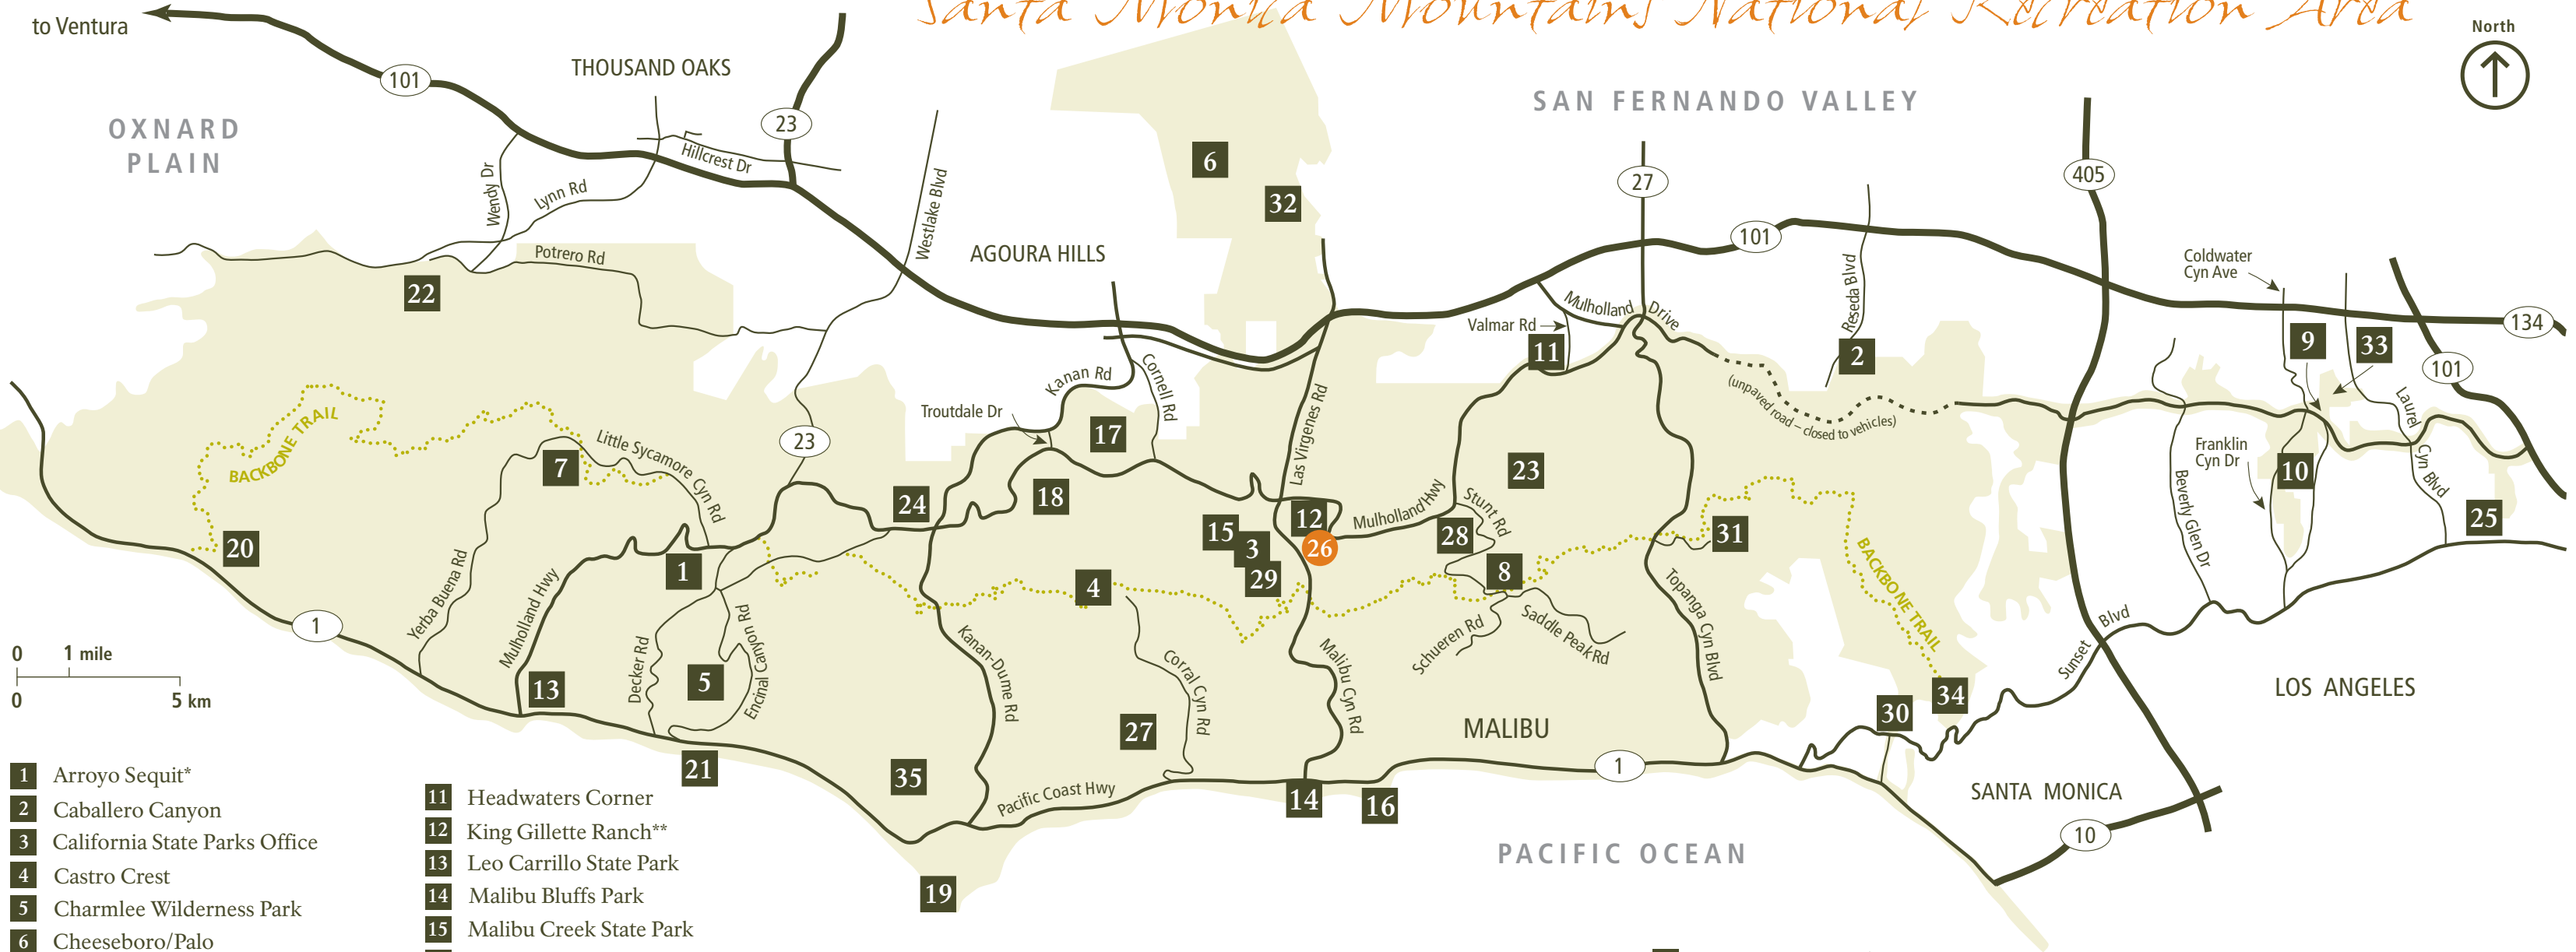 Santa Monica Mountains National Recreation Area
to Ventura
North
101
THOUSAND OAKS
23
SAN FERNANDO VALLEY
OXNARD
PLAIN
Hillcrest Dr
Wendy Dr
Lynn Rd
Westlake Blvd
6
32
27
405
101
AGOURA HILLS
Potrero Rd
22
Reseda Blvd
Coldwater
Cyn Ave
Mulholland Drive
Valmar Rd
11
2
9
33
134
101
(unpaved road – closed to vehicles)
Kanan Rd
Cornell Rd
Troutdale Dr
Las Virgenes Rd
17
BACKBONE TRAIL
Little Sycamore Cyn Rd
23
7
Laurel
Cyn Blvd
Franklin
Cyn Dr
10
Beverly Glen Dr
23
24
18
15
12
Mulholland Hwy
Stunt Rd
28
31
25
20
3
26
29
8
1
4
BACKBONE TRAIL
Yerba Buena Rd
Mulholland Hwy
Decker Rd
Encinal Canyon Rd
Kanan-Dume Rd
Corral Cyn Rd
Malibu Cyn Rd
Schueren Rd
Saddle Peak Rd
Topanga Cyn Blvd
Sunset
Blvd
1
0 1 mile
0 5 km
13
5
27
MALIBU
30
34
LOS ANGELES
21
35
Pacific Coast Hwy
14
16
1
SANTA MONICA
10
PACIFIC OCEAN
19
1 Arroyo Sequit*
2 Caballero Canyon
3 California State Parks Office
4 Castro Crest
5 Charmlee Wilderness Park
6 Cheeseboro/Palo
11 Headwaters Corner
12 King Gillette Ranch**
13 Leo Carrillo State Park
14 Malibu Bluffs Park
15 Malibu Creek State Park